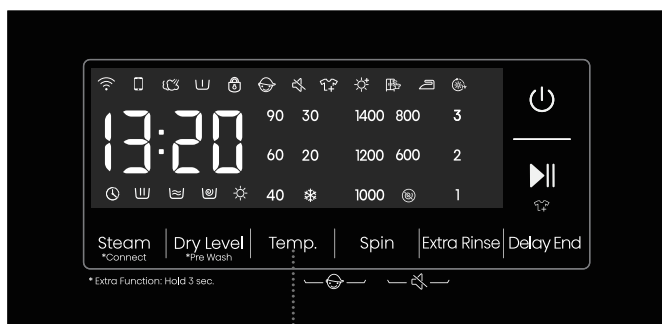 13:20
90 30 1400 800 3
60 20 1200 600 2
40 1000 1
Steam Dry Level Temp. Spin Extra Rinse Delay End
*Connect *Pre Wash
* Extra Function: Hold 3 sec.